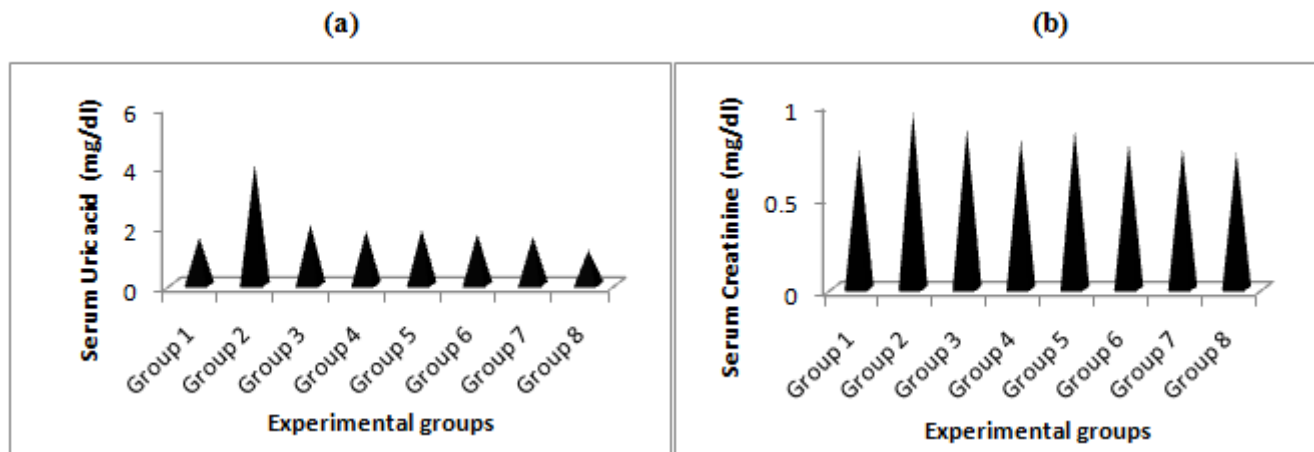 (a)
Serum Uric acid (mg/dl)
6
4
2
0
Group 1
Group 2
Group 3
Group 4
Group 5
Group 6
Group 7
Group 8
Experimental groups
(b)
Serum Creatinine (mg/dl)
1
0.5
0
Group 1
Group 2
Group 3
Group 4
Group 5
Group 6
Group 7
Group 8
Experimental groups